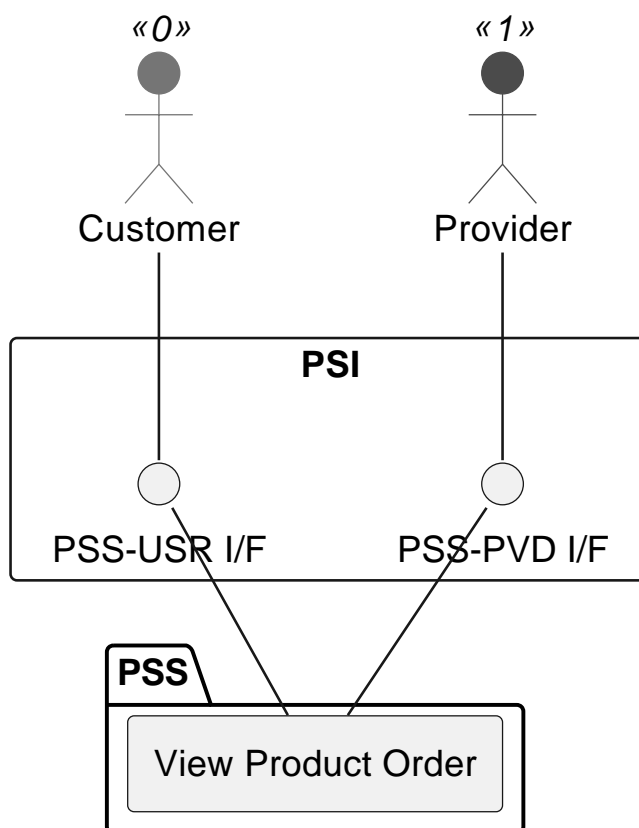 «0» «1»
Customer Provider
PSI
PSS-USR I/F PSS-PVD I/F
PSS
View Product Order